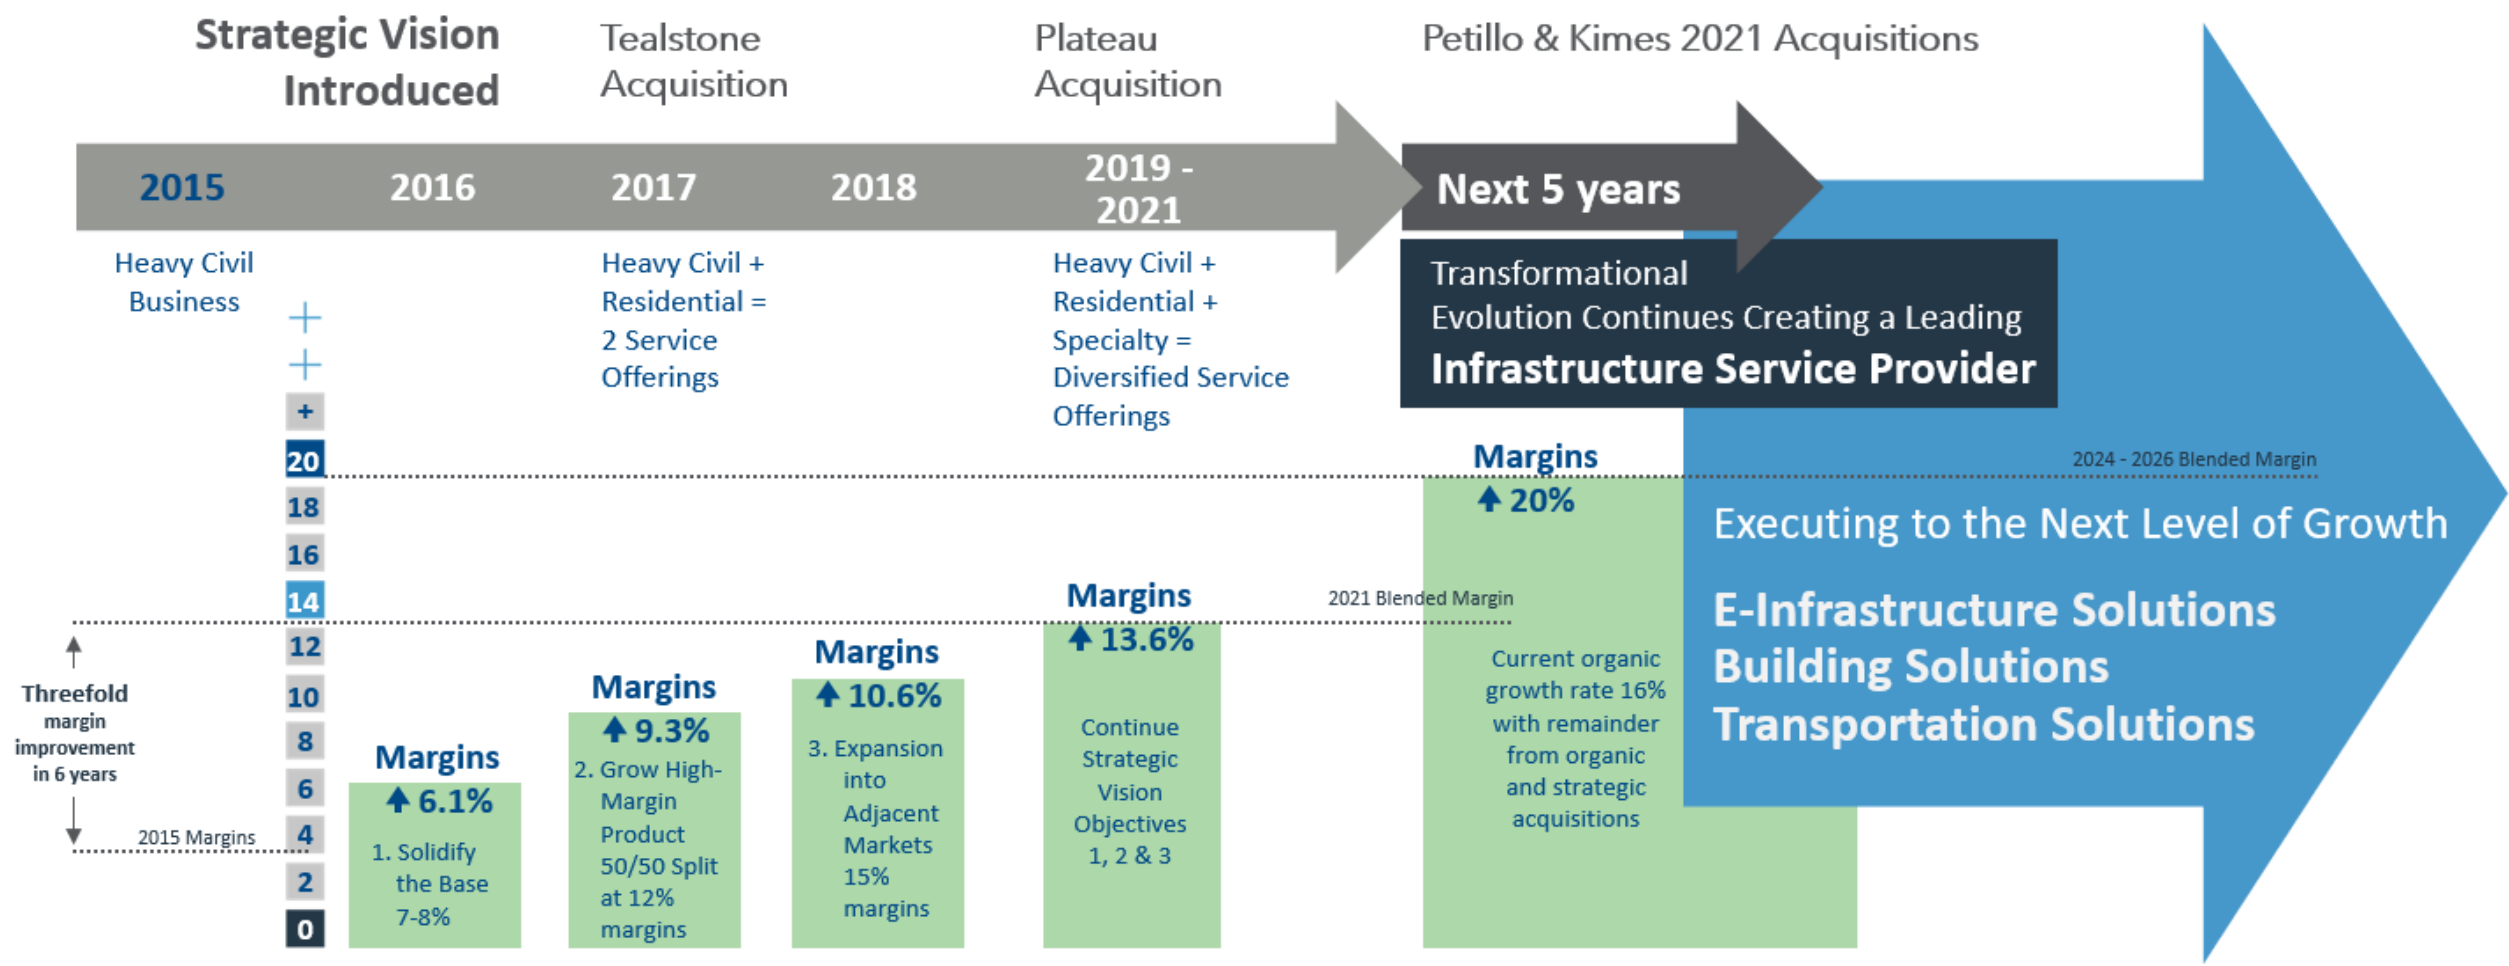 Strategic Vision
Introduced
Tealstone
Acquisition
Plateau
Acquisition
Petillo & Kimes 2021 Acquisitions
2015
2016
2017
2018
2019 -
2021
Next 5 years
Heavy Civil
Business
Heavy Civil +
Residential =
2 Service
Offerings
Heavy Civil +
Residential +
Specialty =
Diversified Service
Offerings
Transformational
Evolution Continues Creating a Leading
Infrastructure Service Provider
+
+
+
20
18
16
14
12
10
8
6
4
2
0
Threefold
margin
improvement
in 6 years
2015 Margins
Margins
6.1%
1. Solidify
the Base
7-8%
Margins
9.3%
2. Grow High-
Margin
Product
50/50 Split
at 12%
margins
Margins
10.6%
3. Expansion
into
Adjacent
Markets
15%
margins
Margins
13.6%
Continue
Strategic
Vision
Objectives
1, 2 & 3
2021 Blended Margin
Margins
20%
Current organic
growth rate 16%
with remainder
from organic
and strategic
acquisitions
2024 - 2026 Blended Margin
Executing to the Next Level of Growth
E-Infrastructure Solutions
Building Solutions
Transportation Solutions